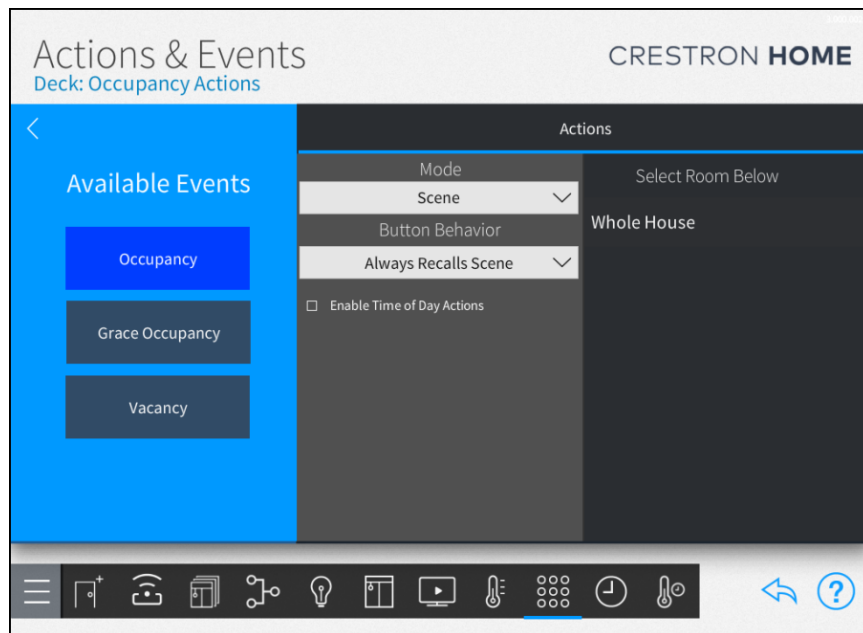 Actions & Events
Deck: Occupancy Actions
CRESTRON HOME
Available Events
Occupancy
Grace Occupancy
Vacancy
Actions
Mode
Scene
Button Behavior
Always Recalls Scene
Enable Time of Day Actions
Select Room Below
Whole House
?